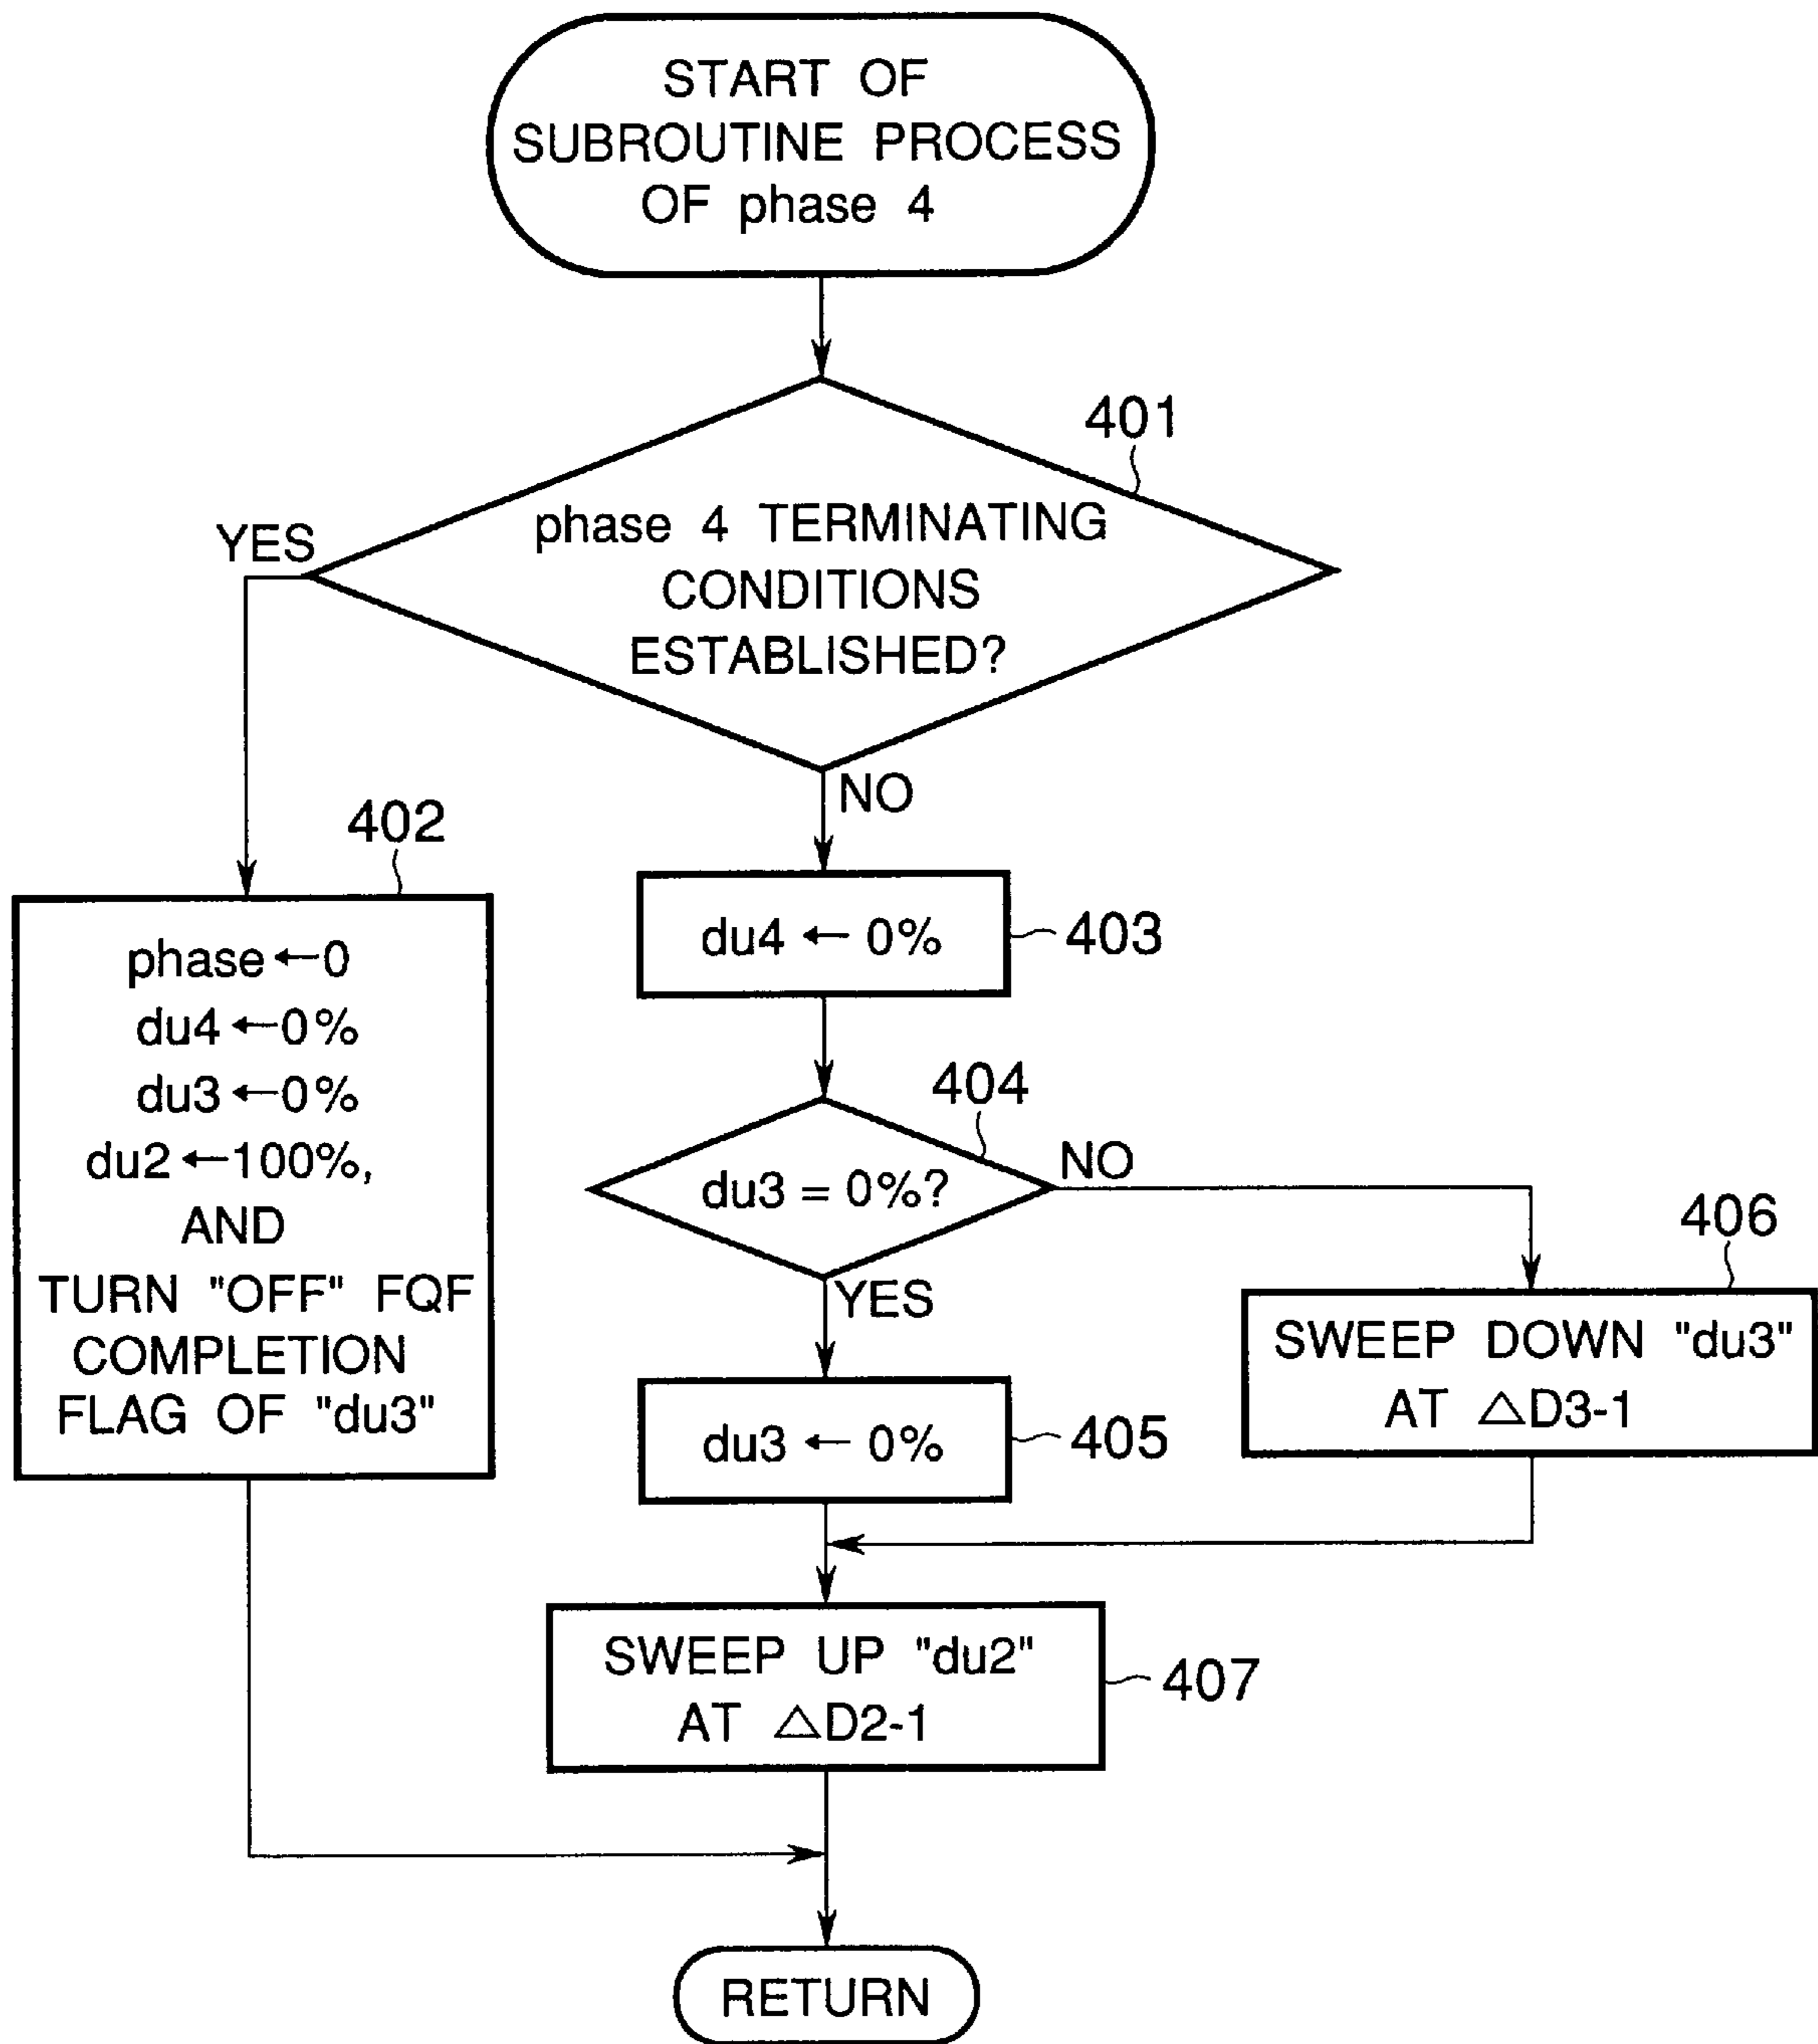 START OF
SUBROUTINE PROCESS
OF phase 4
401
phase 4 TERMINATING
CONDITIONS
ESTABLISHED?
YES
NO
402
phase ← 0
du4 ← 0%
du3 ← 0%
du2 ← 100%,
AND
TURN "OFF" FQF
COMPLETION
FLAG OF "du3"
du4 ← 0%
403
404
du3 = 0%?
NO
YES
406
SWEEP DOWN "du3"
AT △D3-1
du3 ← 0%
405
SWEEP UP "du2"
AT △D2-1
407
RETURN